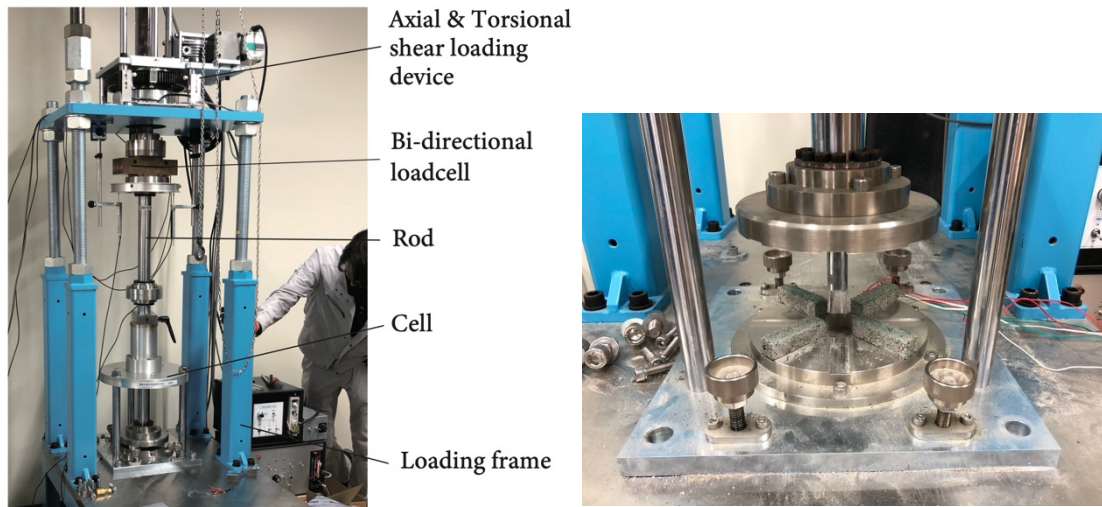 Axial & Torsional
shear loading
device
Bi-directional
loadcell
Rod
Cell
Loading frame